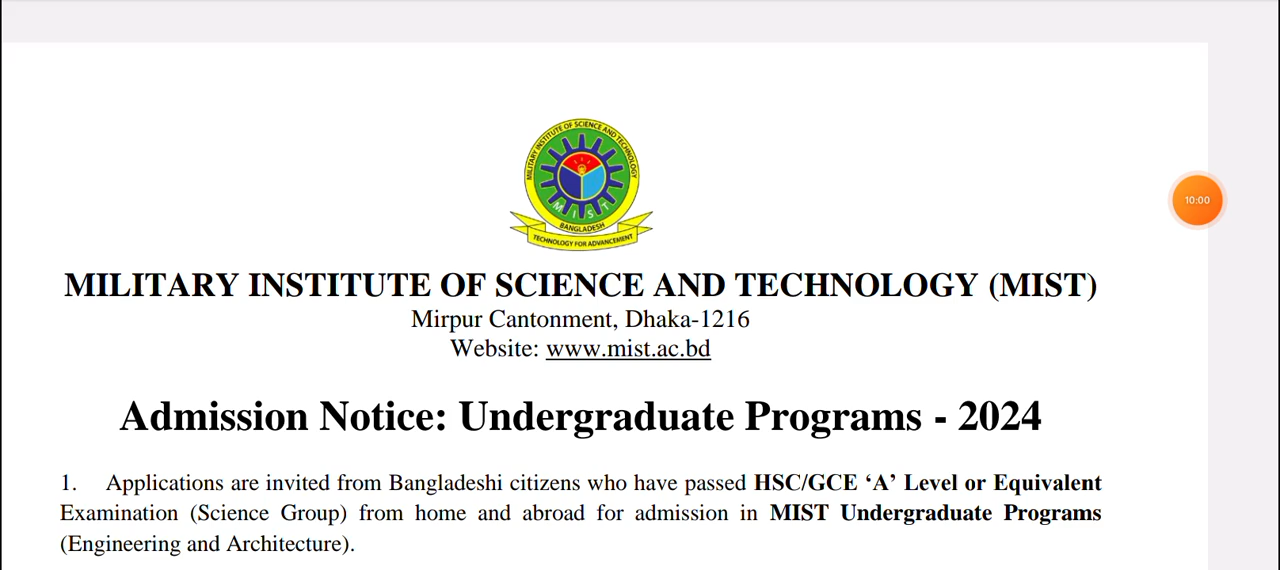 MILITARY INSTITUTE OF SCIENCE AND TECHNOLOGY
M I S T
BANGLADESH
TECHNOLOGY FOR ADVANCEMENT
10:00
MILITARY INSTITUTE OF SCIENCE AND TECHNOLOGY (MIST)
Mirpur Cantonment, Dhaka-1216
Website: www.mist.ac.bd
Admission Notice: Undergraduate Programs - 2024
1. Applications are invited from Bangladeshi citizens who have passed HSC/GCE ‘A’ Level or Equivalent
Examination (Science Group) from home and abroad for admission in MIST Undergraduate Programs
(Engineering and Architecture).